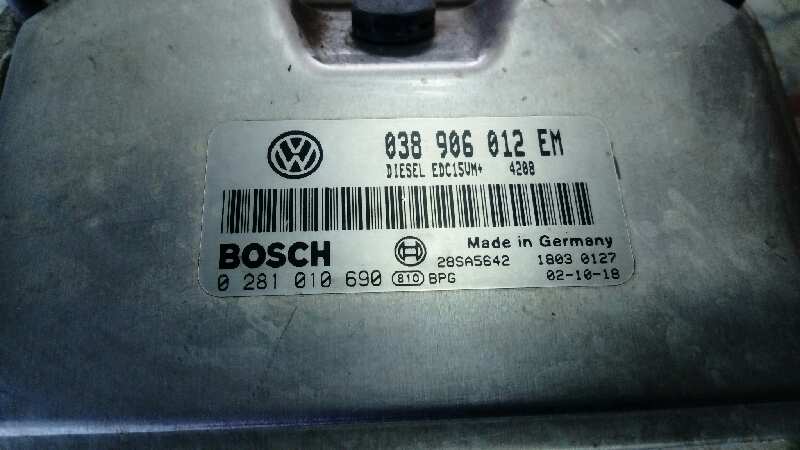 038 906 012 EM
DIESEL EDC15VM+ 4208
BOSCH
Made in Germany
28SA5642 1803 0127
0 281 010 690 810 BPG 02-10-18